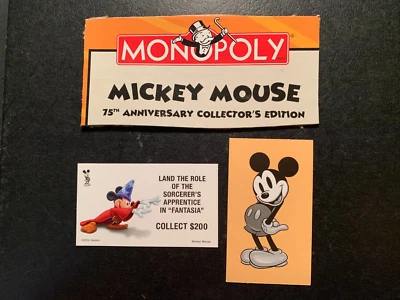 MONOPOLY
MICKEY MOUSE
75TH ANNIVERSARY COLLECTOR'S EDITION
LAND THE ROLE
OF THE
SORCERER'S
APPRENTICE
IN "FANTASIA"
COLLECT $200